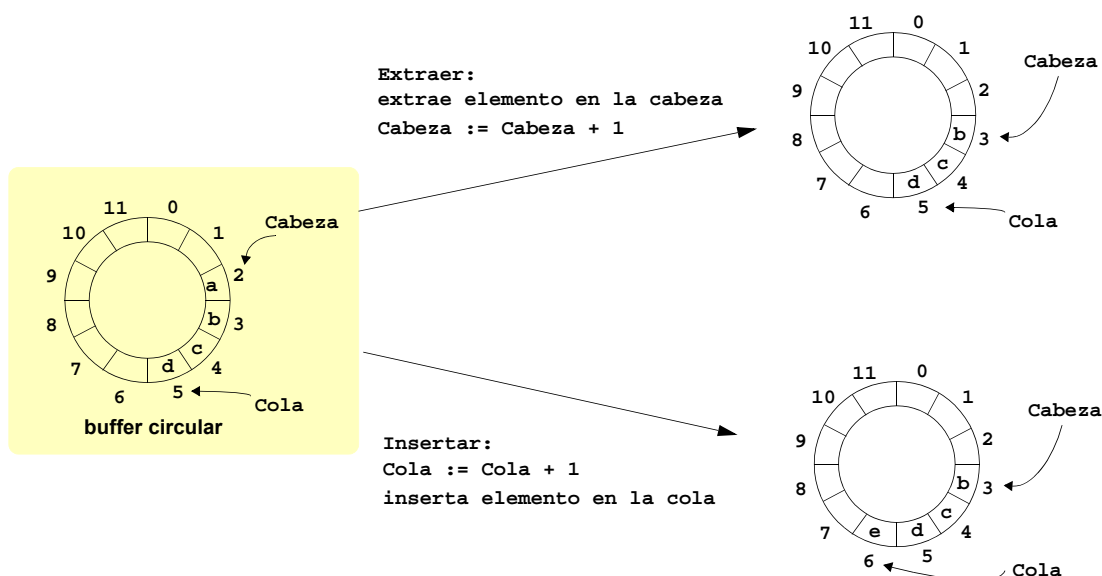 11 0
10 1
9 2
8 3
7 4
6 5
a
b
c
d
Cabeza
Cola
buffer circular
Extraer:
extrae elemento en la cabeza
Cabeza := Cabeza + 1
11 0
10 1
9 2
8 3
7 4
6 5
b
c
d
Cabeza
Cola
Insertar:
Cola := Cola + 1
inserta elemento en la cola
11 0
10 1
9 2
8 3
7 4
6 5
b
c
d
e
Cabeza
Cola